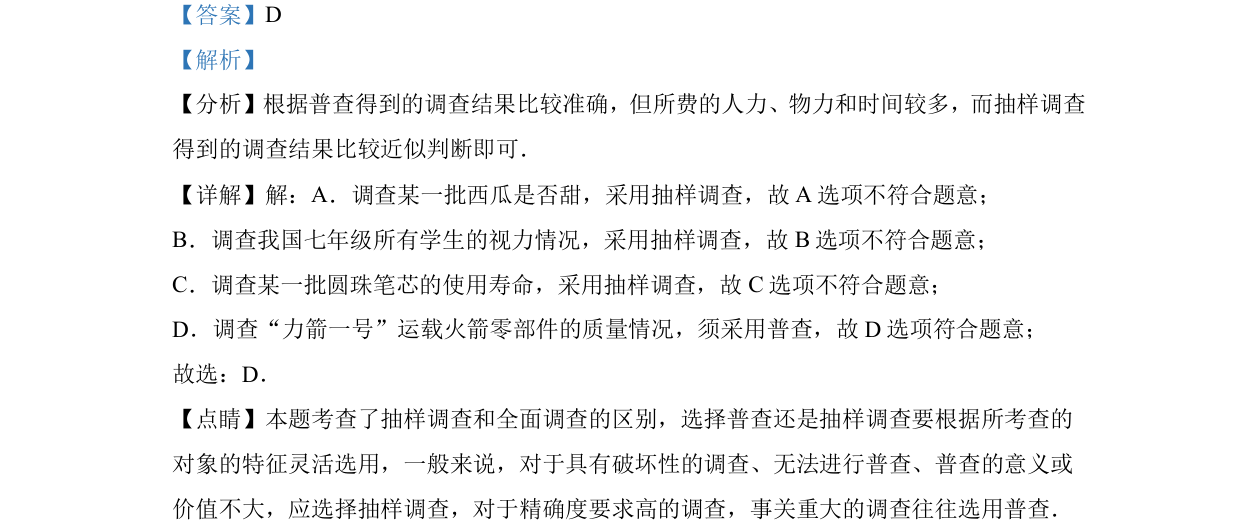 【答案】D
【解析】
【分析】根据普查得到的调查结果比较准确，但所费的人力、物力和时间较多，而抽样调查
得到的调查结果比较近似判断即可．
【详解】解：A．调查某一批西瓜是否甜，采用抽样调查，故 A 选项不符合题意；
B．调查我国七年级所有学生的视力情况，采用抽样调查，故 B 选项不符合题意；
C．调查某一批圆珠笔芯的使用寿命，采用抽样调查，故 C 选项不符合题意；
D．调查“力箭一号”运载火箭零部件的质量情况，须采用普查，故 D 选项符合题意；
故选：D．
【点睛】本题考查了抽样调查和全面调查的区别，选择普查还是抽样调查要根据所考查的
对象的特征灵活选用，一般来说，对于具有破坏性的调查、无法进行普查、普查的意义或
价值不大，应选择抽样调查，对于精确度要求高的调查，事关重大的调查往往选用普查．